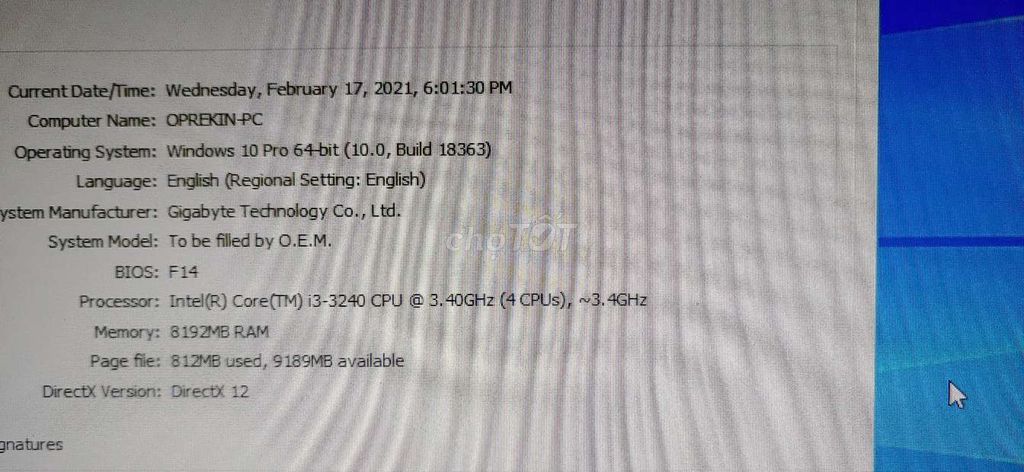 Current Date/Time: Wednesday, February 17, 2021, 6:01:30 PM
Computer Name: OPREKIN-PC
Operating System: Windows 10 Pro 64-bit (10.0, Build 18363)
Language: English (Regional Setting: English)
ystem Manufacturer: Gigabyte Technology Co., Ltd.
System Model: To be filled by O.E.M.
chợTỐT
BIOS: F14
Processor: Intel(R) Core(TM) i3-3240 CPU @ 3.40GHz (4 CPUs), ~3.4GHz
Memory: 8192MB RAM
Page file: 812MB used, 9189MB available
DirectX Version: DirectX 12
gnatures